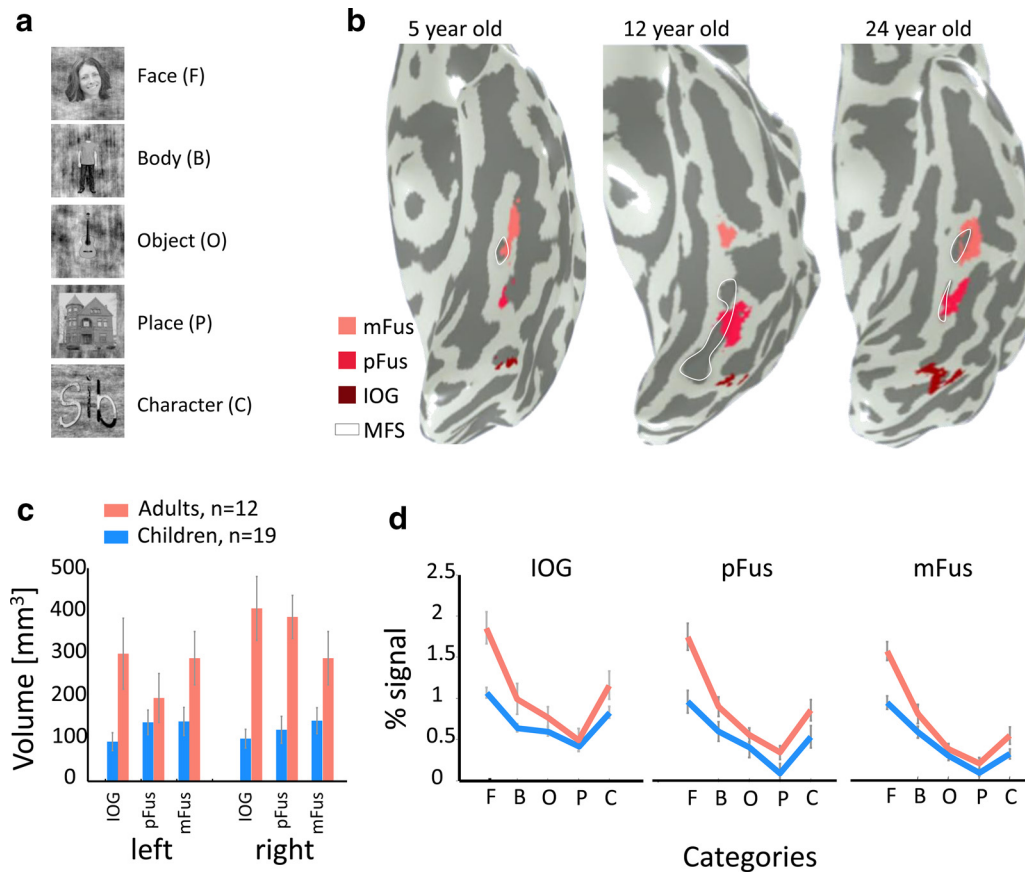 a
Face (F)
Body (B)
Object (O)
Place (P)
sib
Character (C)
b
5 year old
12 year old
24 year old
mFus
pFus
IOG
MFS
c
Adults, n=12
Children, n=19
Volume [mm³]
500
400
300
200
100
0
IOG
pFus
mFus
IOG
pFus
mFus
left
right
d
IOG
pFus
mFus
% signal
2.5
2
1.5
1
0.5
0
F B O P C
F B O P C
F B O P C
Categories